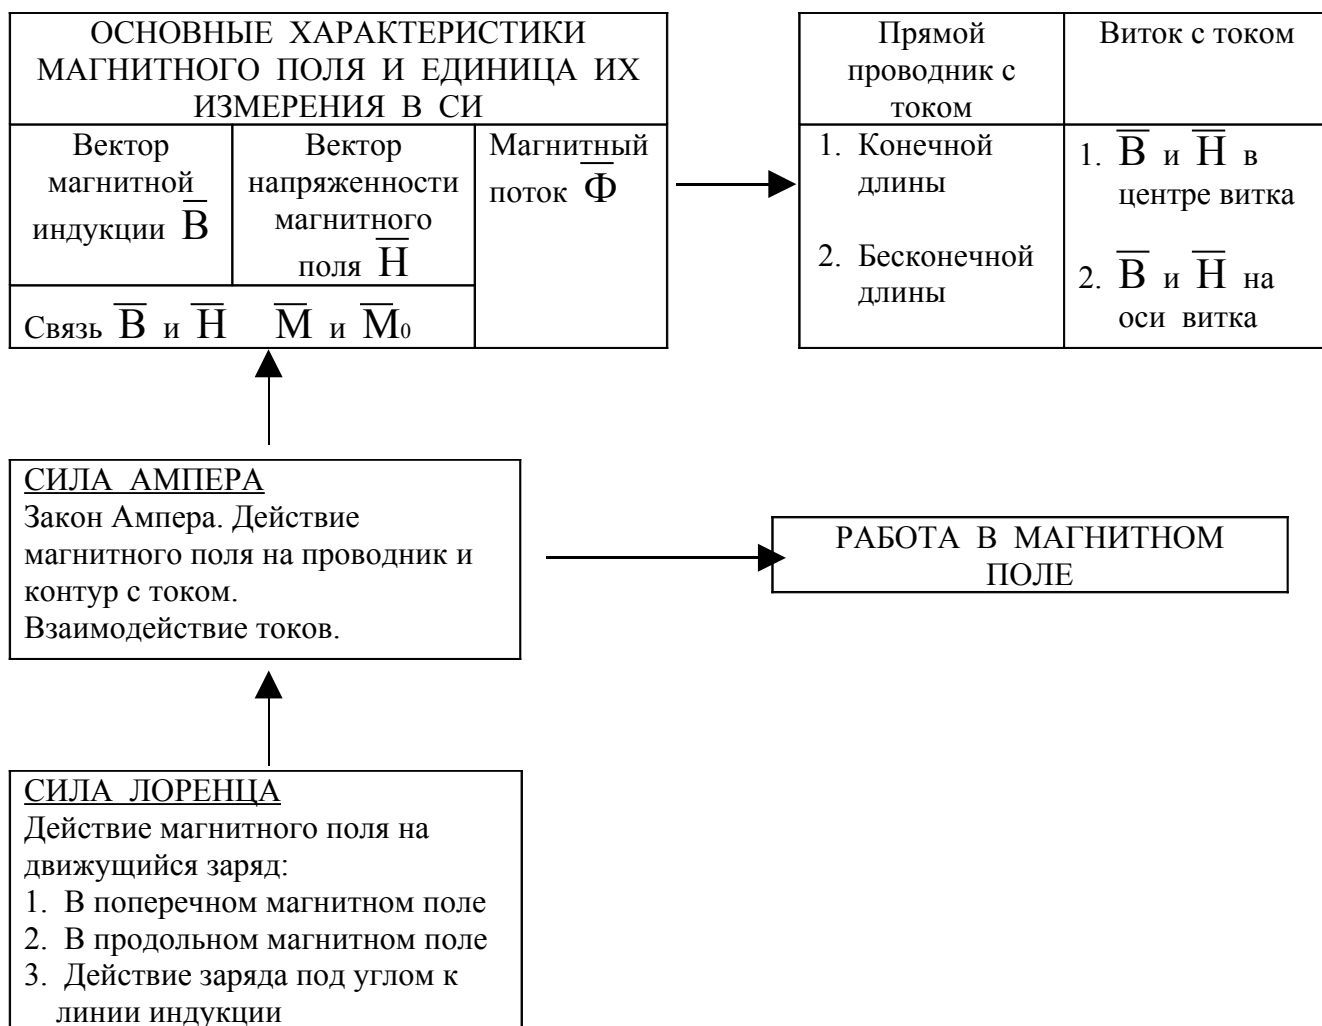 ОСНОВНЫЕ ХАРАКТЕРИСТИКИ
МАГНИТНОГО ПОЛЯ И ЕДИНИЦА ИХ
ИЗМЕРЕНИЯ В СИ
Вектор
магнитной
индукции B̅
Вектор
напряженности
магнитного
поля H̅
Магнитный
поток Φ̅
Связь B̅ и H̅ M̅ и M̅₀
Прямой
проводник с
током
Виток с током
1. Конечной
длины
2. Бесконечной
длины
1. B̅ и H̅ в
центре витка
2. B̅ и H̅ на
оси витка
СИЛА АМПЕРА
Закон Ампера. Действие
магнитного поля на проводник и
контур с током.
Взаимодействие токов.
РАБОТА В МАГНИТНОМ
ПОЛЕ
СИЛА ЛОРЕНЦА
Действие магнитного поля на
движущийся заряд:
1. В поперечном магнитном поле
2. В продольном магнитном поле
3. Действие заряда под углом к
линии индукции